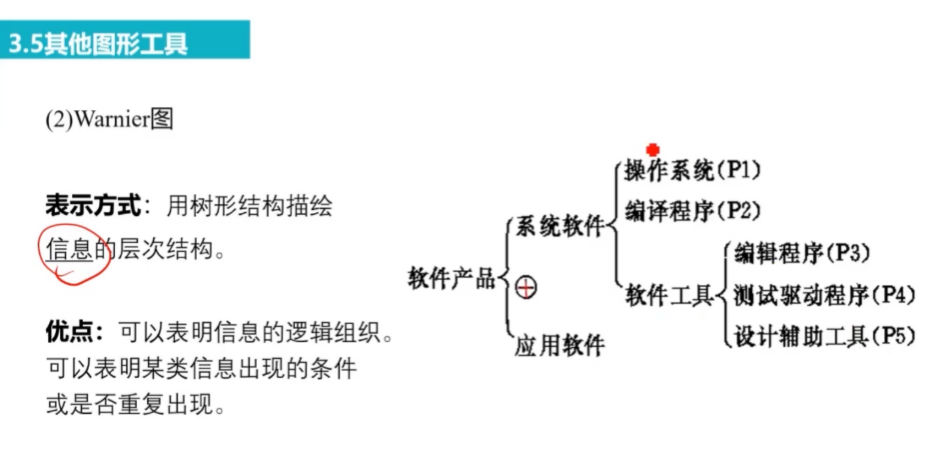 3.5其他图形工具
(2)Warnier图
表示方式：用树形结构描绘
信息的层次结构。
优点：可以表明信息的逻辑组织。
可以表明某类信息出现的条件
或是否重复出现。
软件产品
系统软件
操作系统(P1)
编译程序(P2)
软件工具
编辑程序(P3)
测试驱动程序(P4)
设计辅助工具(P5)
应用软件